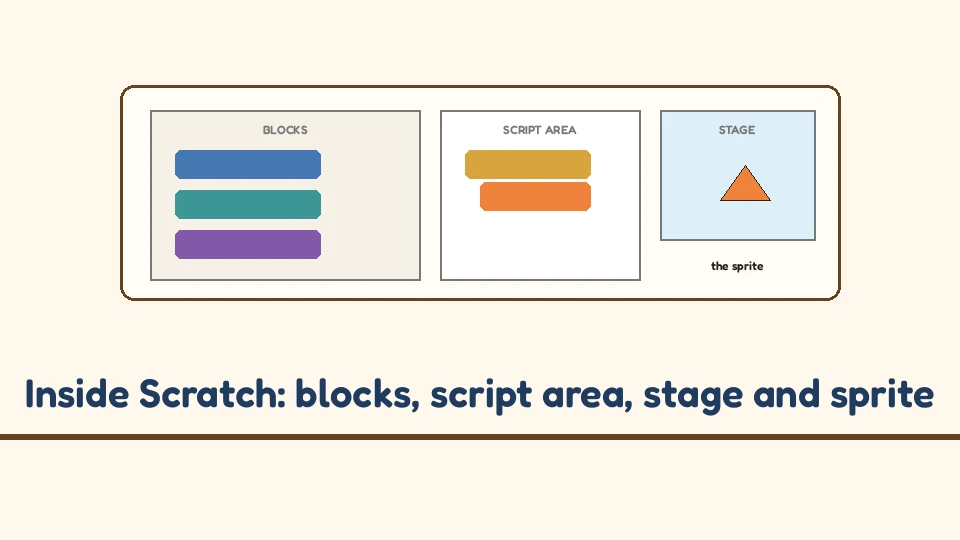 BLOCKS
SCRIPT AREA
STAGE
the sprite
Inside Scratch: blocks, script area, stage and sprite